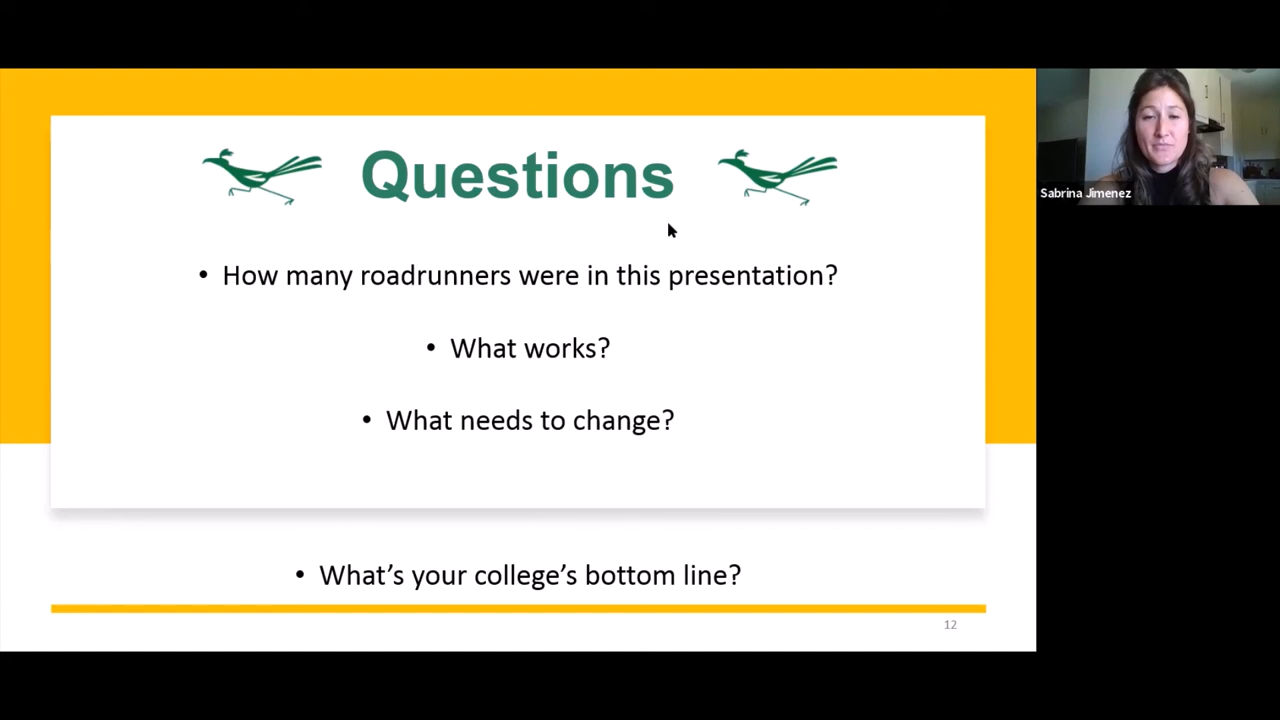 Questions
• How many roadrunners were in this presentation?
• What works?
• What needs to change?
• What’s your college’s bottom line?
12
Sabrina Jimenez